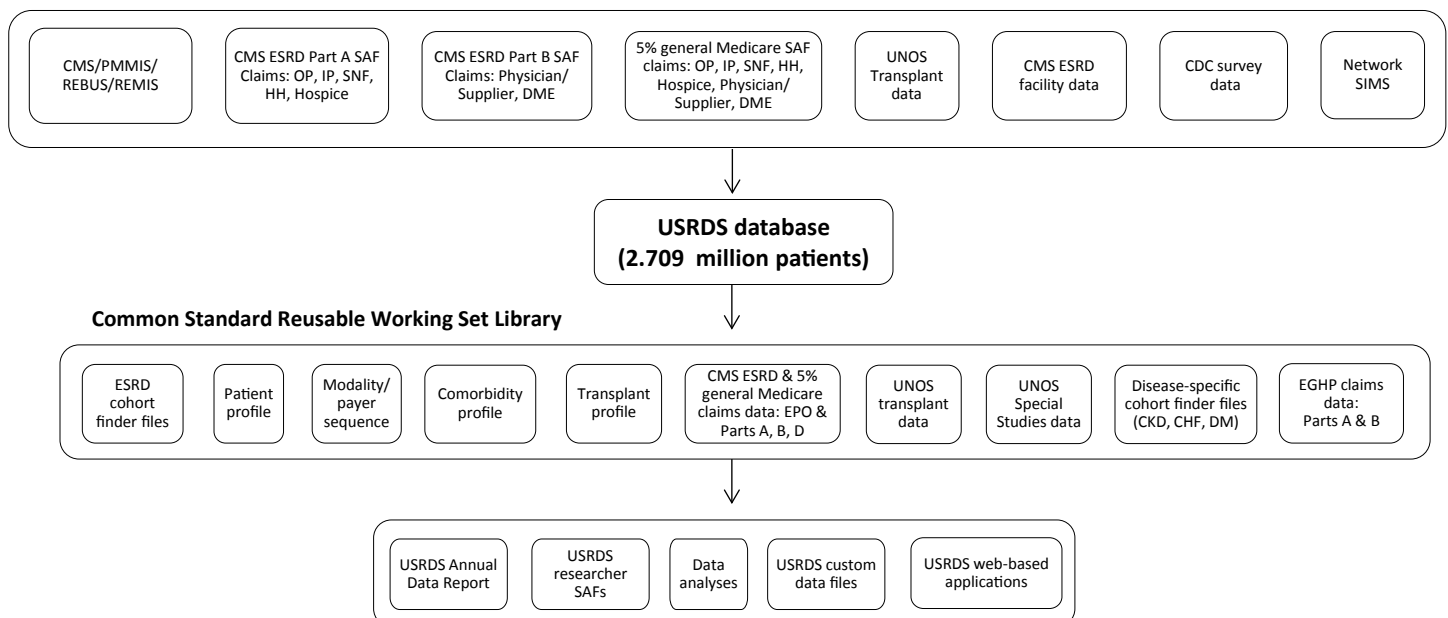 CMS/PMMIS/
REBUS/REMIS
CMS ESRD Part A SAF
Claims: OP, IP, SNF,
HH, Hospice
CMS ESRD Part B SAF
Claims: Physician/
Supplier, DME
5% general Medicare SAF
claims: OP, IP, SNF, HH,
Hospice, Physician/
Supplier, DME
UNOS
Transplant
data
CMS ESRD
facility data
CDC survey
data
Network
SIMS
USRDS database
(2.709 million patients)
Common Standard Reusable Working Set Library
ESRD
cohort
finder files
Patient
profile
Modality/
payer
sequence
Comorbidity
profile
Transplant
profile
CMS ESRD & 5%
general Medicare
claims data: EPO &
Parts A, B, D
UNOS
transplant
data
UNOS
Special
Studies data
Disease-specific
cohort finder files
(CKD, CHF, DM)
EGHP claims
data:
Parts A & B
USRDS Annual
Data Report
USRDS
researcher
SAFs
Data
analyses
USRDS custom
data files
USRDS web-based
applications